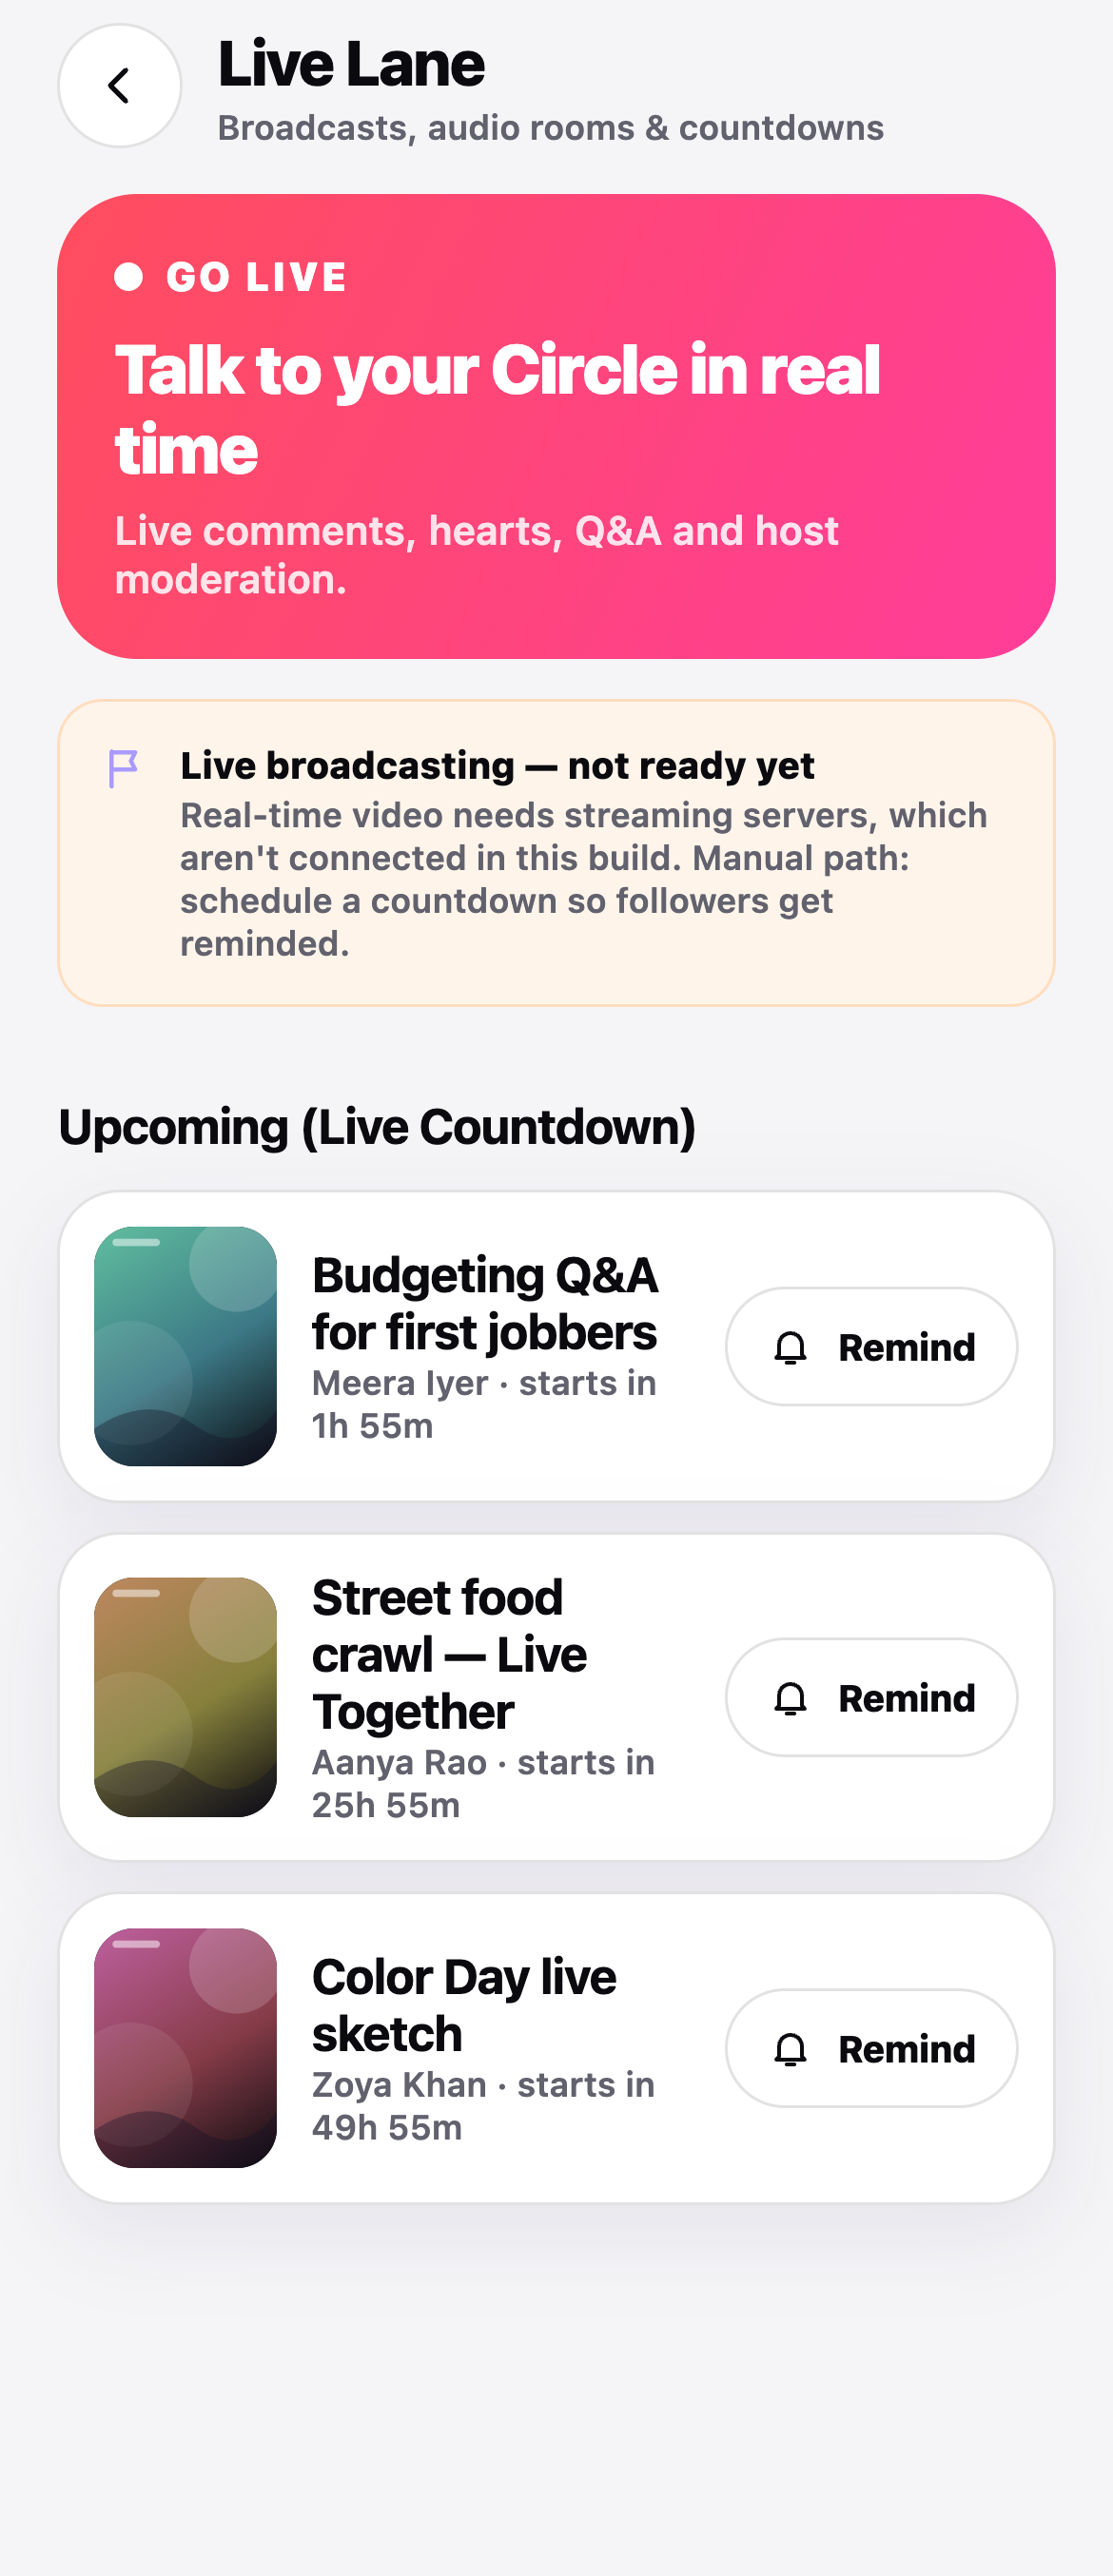 Live Lane
Broadcasts, audio rooms & countdowns
GO LIVE
Talk to your Circle in real
time
Live comments, hearts, Q&A and host
moderation.
Live broadcasting — not ready yet
Real-time video needs streaming servers, which
aren't connected in this build. Manual path:
schedule a countdown so followers get
reminded.
Upcoming (Live Countdown)
Budgeting Q&A
for first jobbers
Meera Iyer · starts in
1h 55m
Remind
Street food
crawl — Live
Together
Aanya Rao · starts in
25h 55m
Remind
Color Day live
sketch
Zoya Khan · starts in
49h 55m
Remind